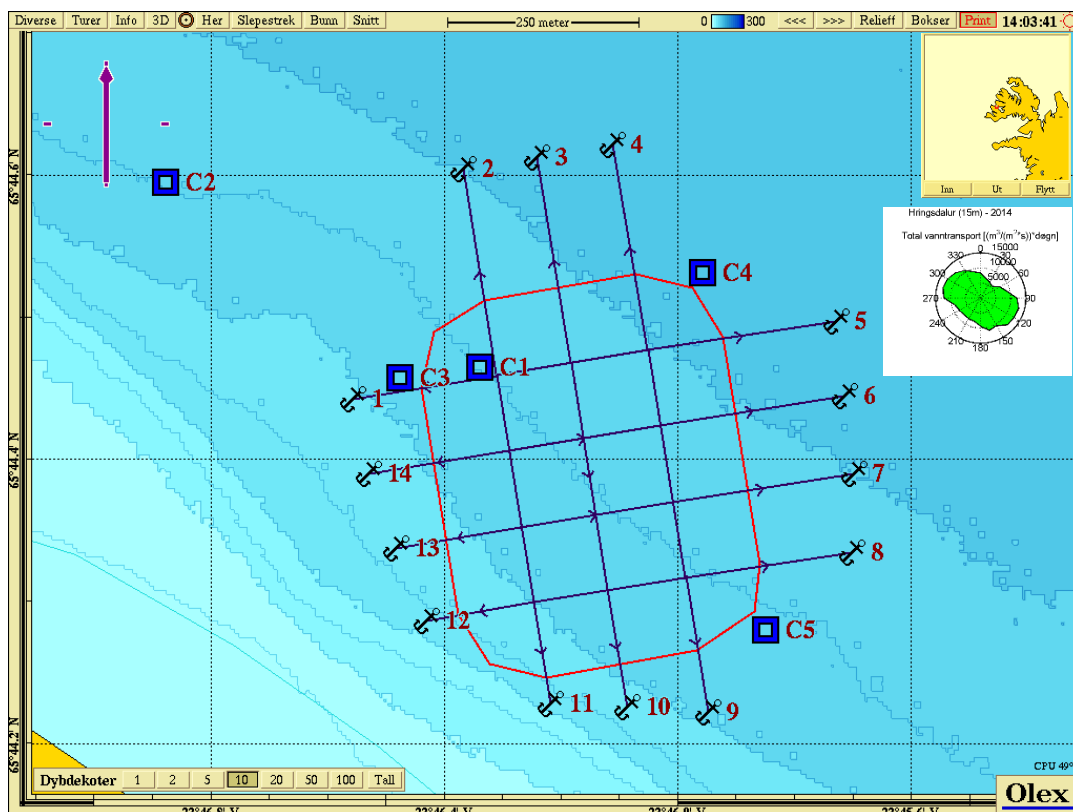 Diverse Turer Info 3D Her Slepestrek Bunn Snitt 250 meter 0 300 <<< >>> Relieff Bokser Print 14:03:41
65°44.6' N
65°44.4' N
65°44.2' N
C2
2
3
4
C4
5
C3
C1
1
6
14
7
13
8
12
C5
11
10
9
Inn Ut Flytt
Hringsdalur (15m) - 2014
Total vanntransport [(m³/(m²*s))*døgn]
0
30
60
90
120
150
180
210
240
270
300
330
5000
10000
15000
Dybdekoter 1 2 5 10 20 50 100 Tall
CPU 49°
Olex